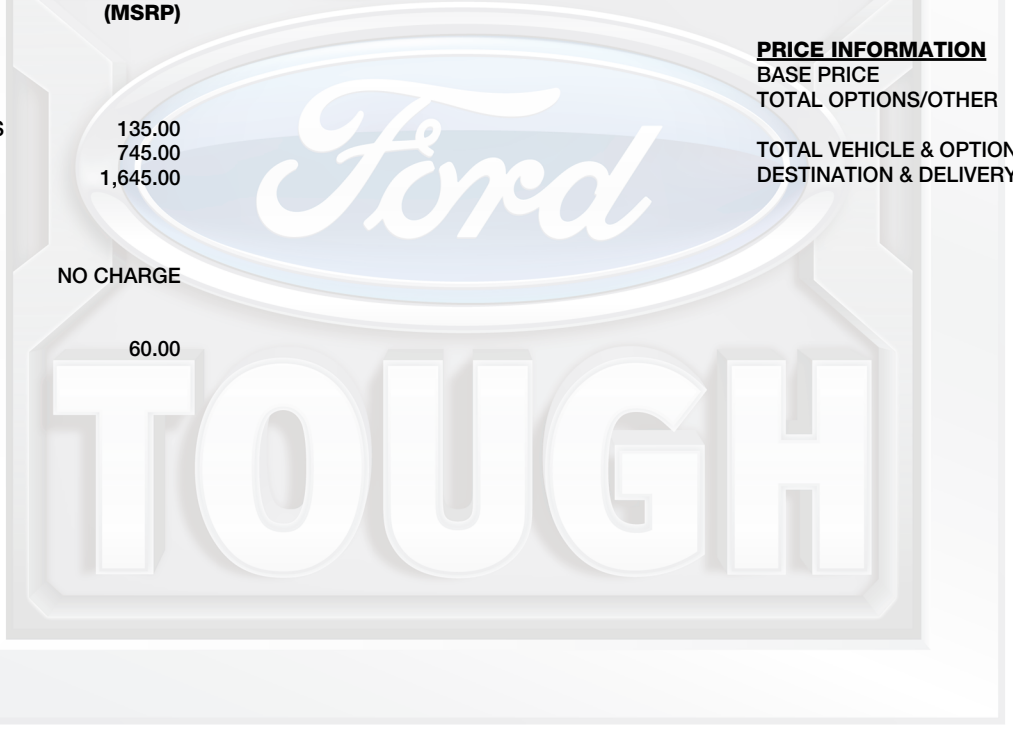 (MSRP)
S 135.00
745.00
1,645.00
NO CHARGE
60.00
PRICE INFORMATION
BASE PRICE
TOTAL OPTIONS/OTHER
TOTAL VEHICLE & OPTION
DESTINATION & DELIVERY
Ford
TOUGH